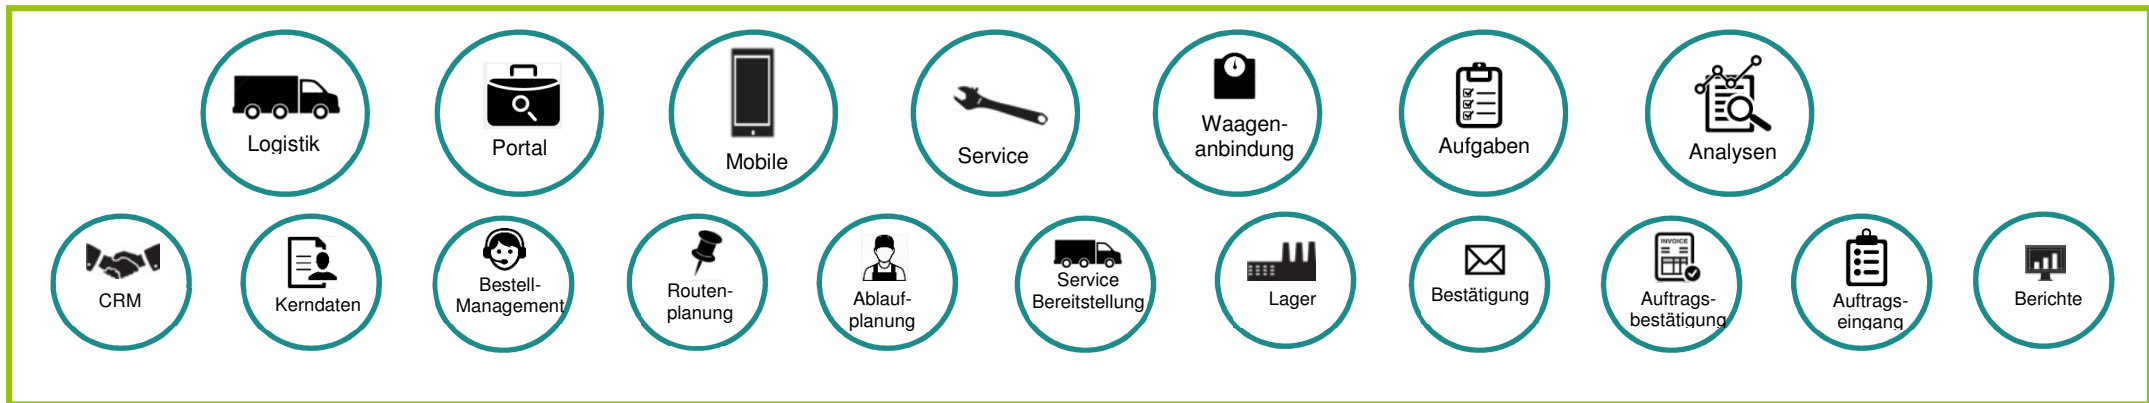 Logistik
Portal
Mobile
Service
Waagen-
anbindung
Aufgaben
Analysen
CRM
Kerndaten
Bestell-
Management
Routen-
planung
Ablauf-
planung
Service
Bereitstellung
Lager
Bestätigung
INVOICE
Auftrags-
bestätigung
Auftrags-
eingang
Berichte